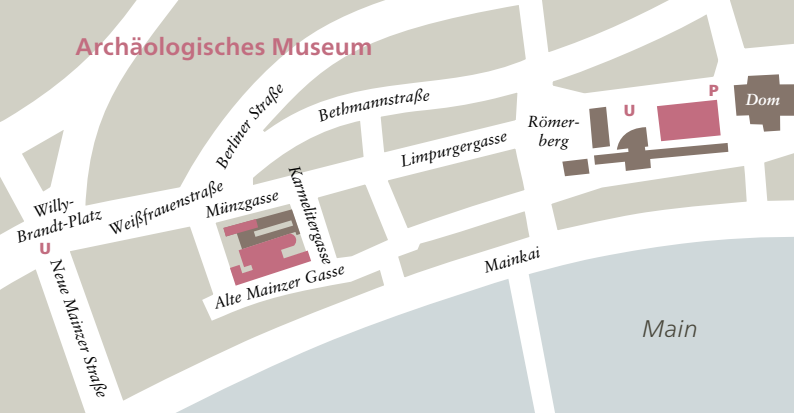 Archäologisches Museum
Berliner Straße
Bethmannstraße
P
U
Dom
Römer-
berg
Limpurgergasse
Karmelitergasse
Willy-
Brandt-Platz
Weißfrauenstraße
Münzgasse
U
Neue Mainzer Straße
Alte Mainzer Gasse
Mainkai
Main